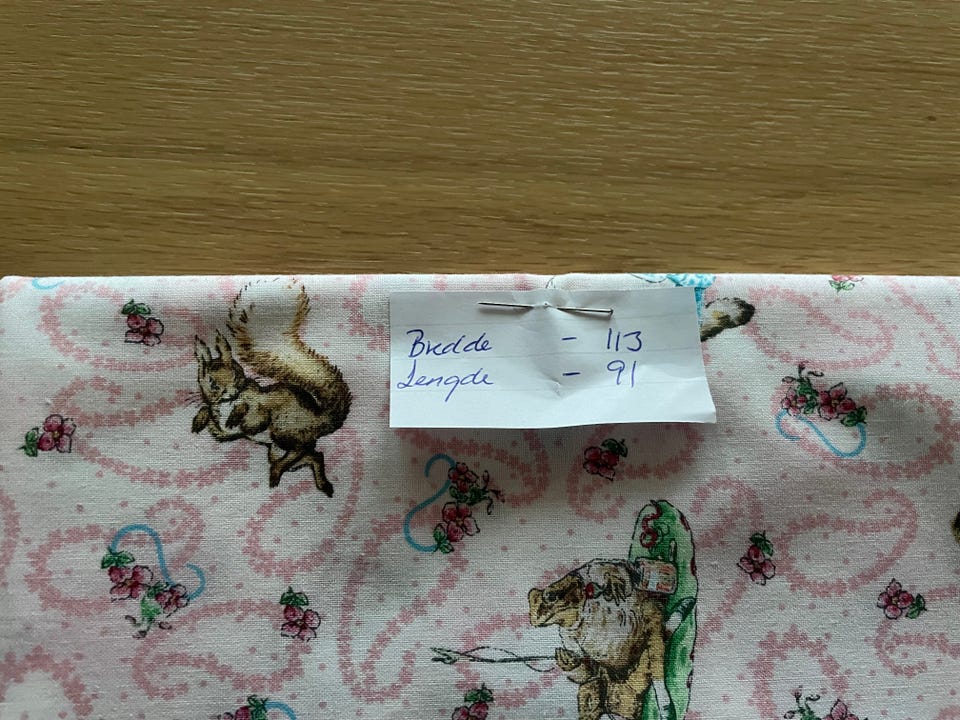 Bredde - 113
Lengde - 91